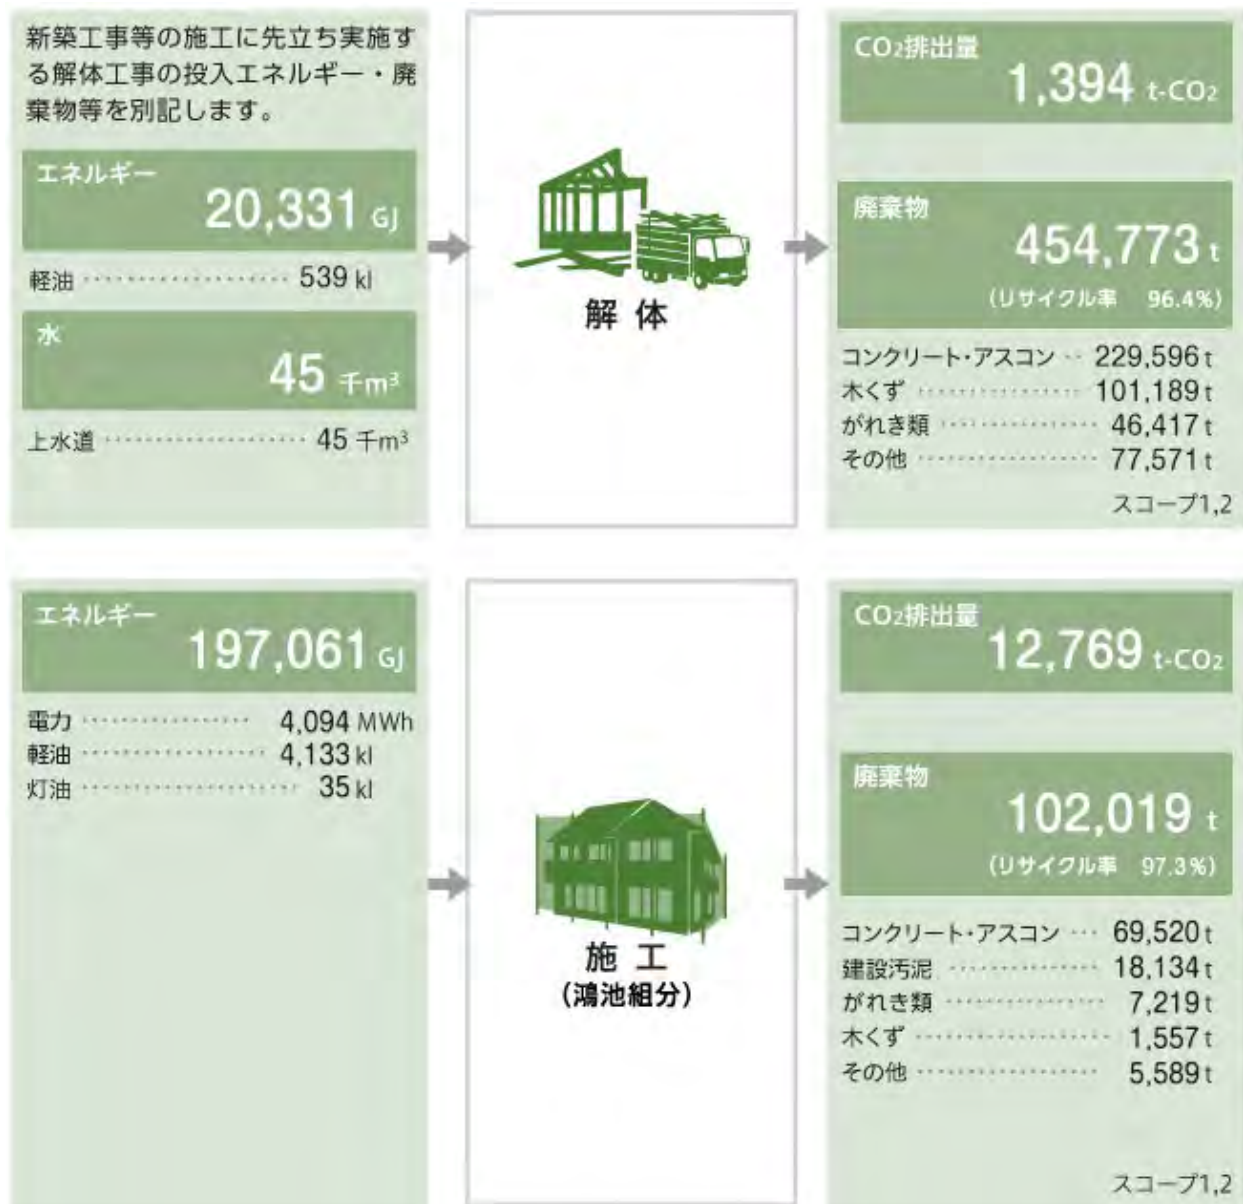 新築工事等の施工に先立ち実施す
る解体工事の投入エネルギー・廃
棄物等を別記します。
エネルギー
20,331 GJ
軽油 ·················· 539 kl
水
45 千m³
上水道 ·················· 45 千m³
解 体
CO₂排出量
1,394 t-CO₂
廃棄物
454,773 t
(リサイクル率 96.4%)
コンクリート・アスコン ·· 229,596 t
木くず ················ 101,189 t
がれき類 ················ 46,417 t
その他 ·················· 77,571 t
スコープ1,2
エネルギー
197,061 GJ
電力 ················· 4,094 MWh
軽油 ·················· 4,133 kl
灯油 ····················· 35 kl
施 工
(鴻池組分)
CO₂排出量
12,769 t-CO₂
廃棄物
102,019 t
(リサイクル率 97.3%)
コンクリート・アスコン ··· 69,520 t
建設汚泥 ··············· 18,134 t
がれき類 ················ 7,219 t
木くず ··················· 1,557 t
その他 ·················· 5,589 t
スコープ1,2